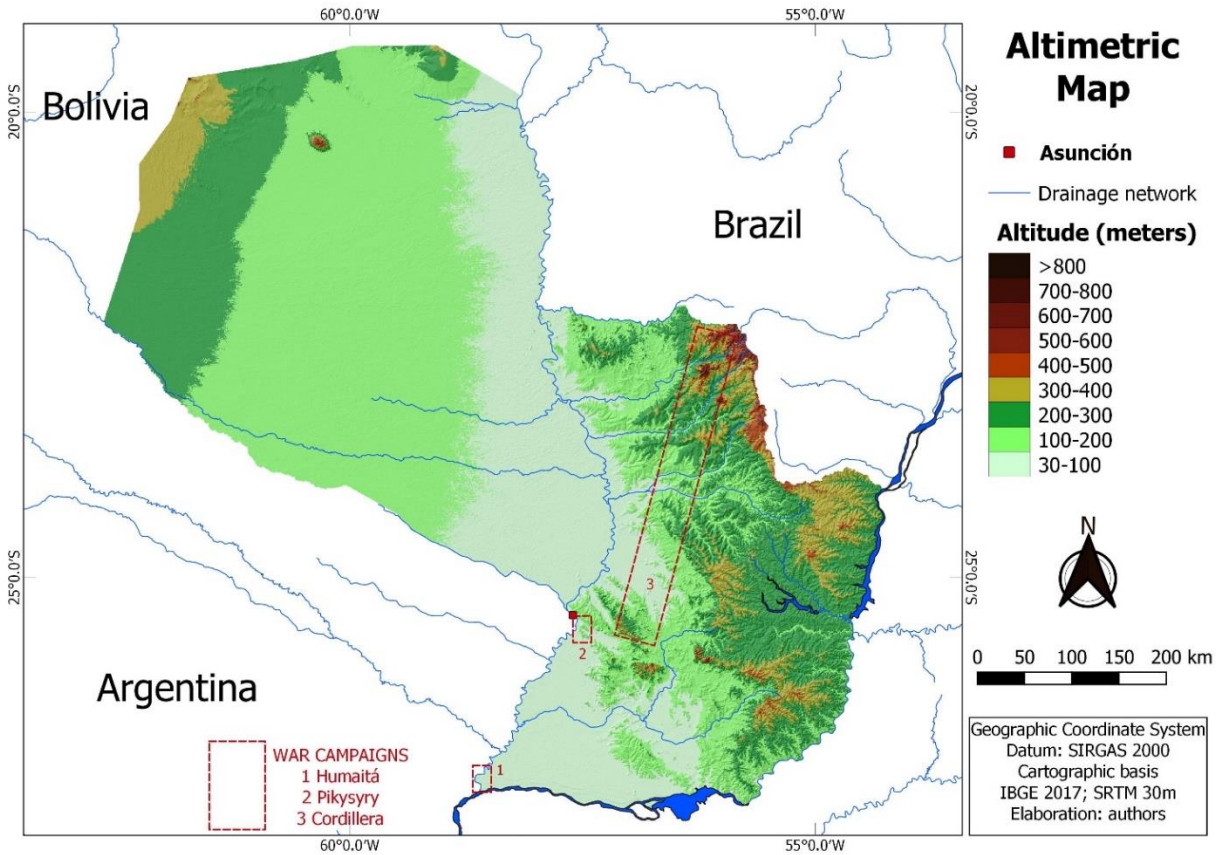 60°0.0'W
55°0.0'W
20°0.0'S
20°0.0'S
25°0.0'S
25°0.0'S
60°0.0'W
55°0.0'W
Bolivia
Brazil
Argentina
3
2
1
WAR CAMPAIGNS
1 Humaitá
2 Pikysyry
3 Cordillera
Altimetric
Map
Asunción
Drainage network
Altitude (meters)
>800
700-800
600-700
500-600
400-500
300-400
200-300
100-200
30-100
N
0 50 100 150 200 km
Geographic Coordinate System
Datum: SIRGAS 2000
Cartographic basis
IBGE 2017; SRTM 30m
Elaboration: authors